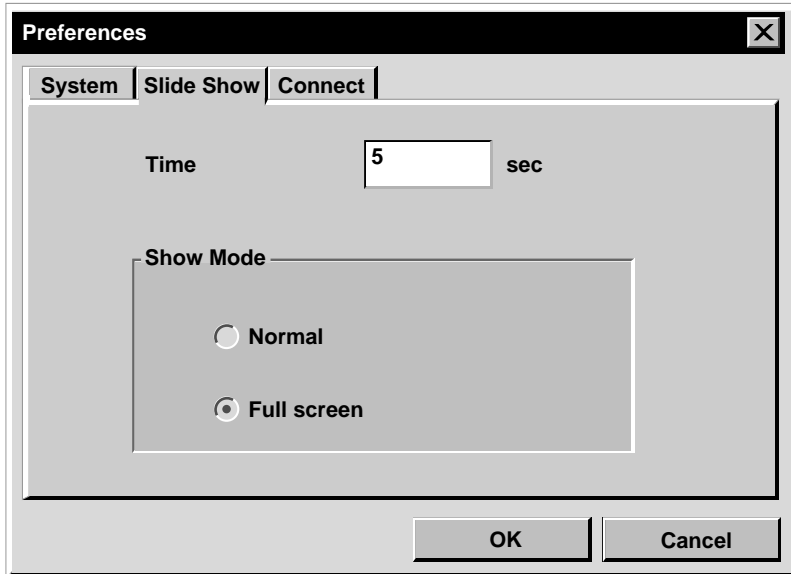 Preferences
System Slide Show Connect
Time 5 sec
Show Mode
Normal
Full screen
OK Cancel